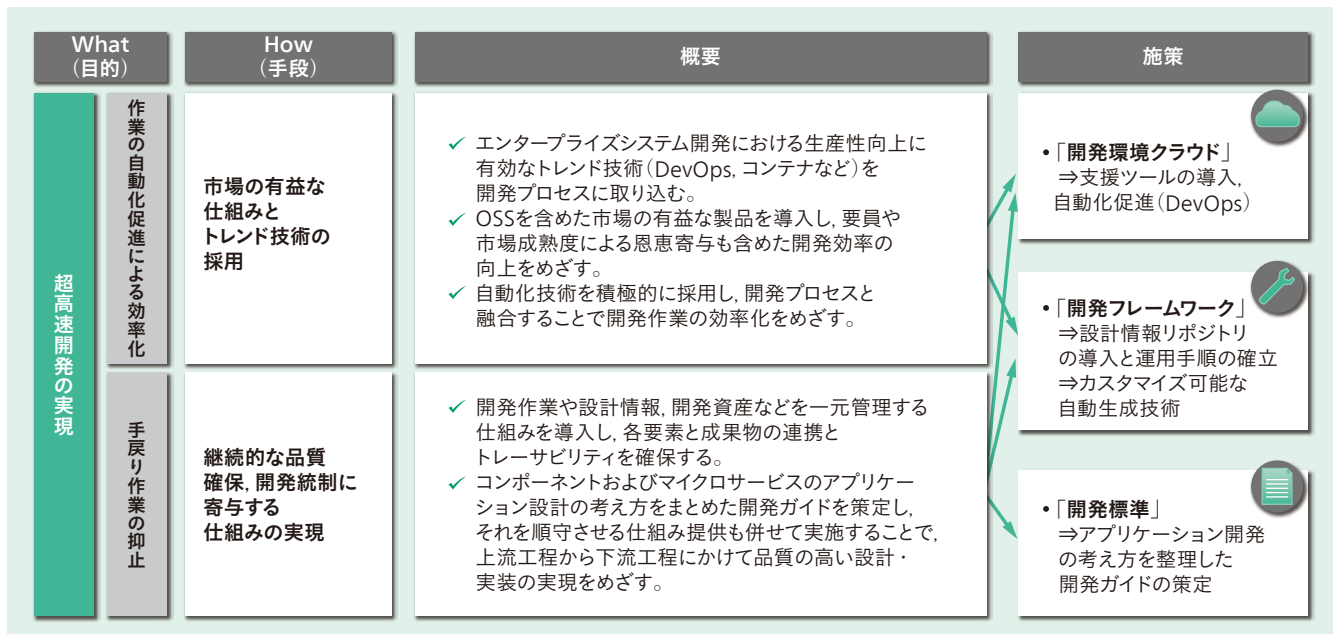 What
（目的）
How
（手段）
概要
施策
超高速開発の実現
作業の自動化促進による効率化
市場の有益な
仕組みと
トレンド技術の
採用
✓ エンタープライズシステム開発における生産性向上に
有効なトレンド技術（DevOps, コンテナなど）を
開発プロセスに取り込む。
✓ OSSを含めた市場の有益な製品を導入し, 要員や
市場成熟度による恩恵寄与も含めた開発効率の
向上をめざす。
✓ 自動化技術を積極的に採用し, 開発プロセスと
融合することで開発作業の効率化をめざす。
手戻り作業の抑止
継続的な品質
確保, 開発統制に
寄与する
仕組みの実現
✓ 開発作業や設計情報, 開発資産などを一元管理する
仕組みを導入し, 各要素と成果物の連携と
トレーサビリティを確保する。
✓ コンポーネントおよびマイクロサービスのアプリケー
ション設計の考え方をまとめた開発ガイドを策定し,
それを順守させる仕組み提供も併せて実施することで,
上流工程から下流工程にかけて品質の高い設計・
実装の実現をめざす。
•「開発環境クラウド」
⇒支援ツールの導入,
自動化促進（DevOps）
•「開発フレームワーク」
⇒設計情報リポジトリ
の導入と運用手順の確立
⇒カスタマイズ可能な
自動生成技術
•「開発標準」
⇒アプリケーション開発
の考え方を整理した
開発ガイドの策定